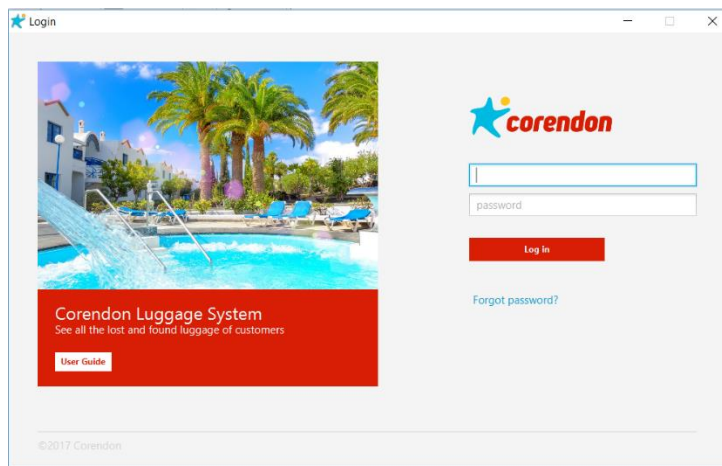 Login
corendon
password
Log in
Forgot password?
Corendon Luggage System
See all the lost and found luggage of customers
User Guide
©2017 Corendon